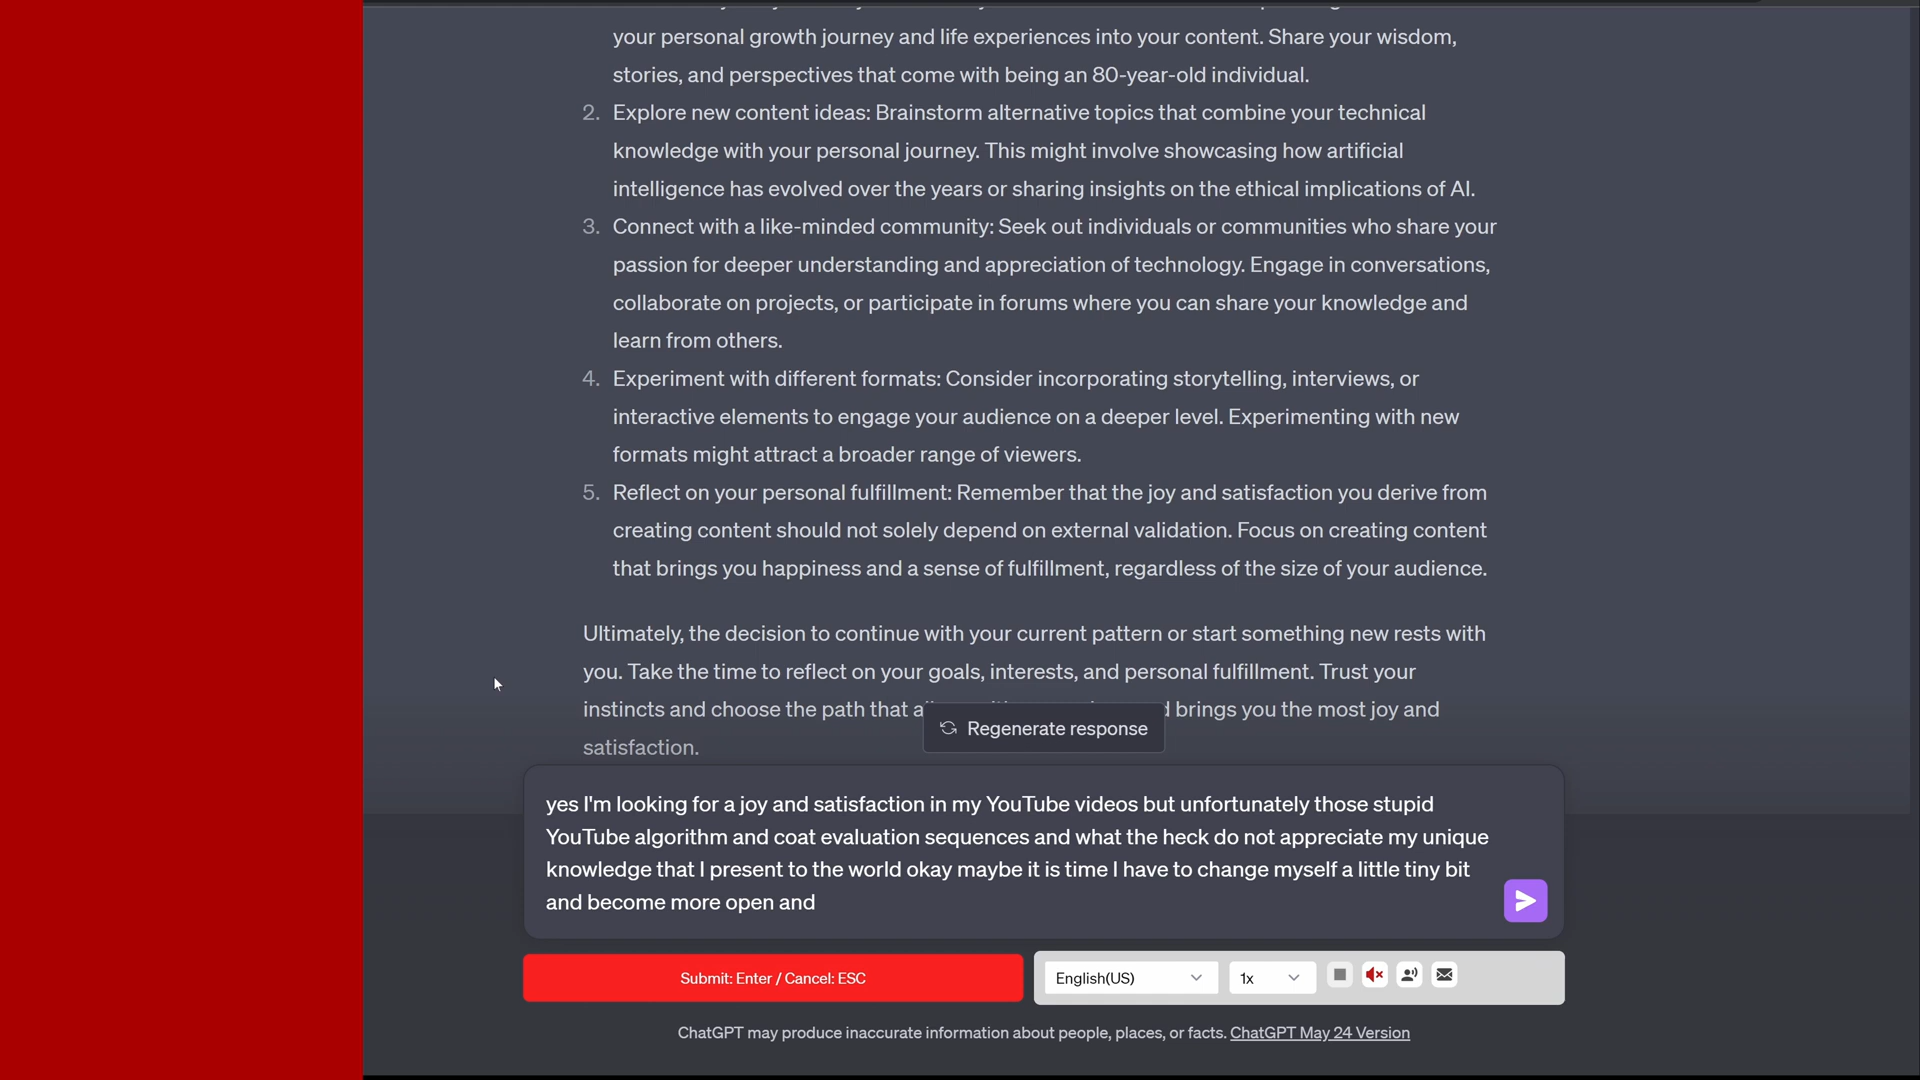 your personal growth journey and life experiences into your content. Share your wisdom,
stories, and perspectives that come with being an 80-year-old individual.
2. Explore new content ideas: Brainstorm alternative topics that combine your technical
knowledge with your personal journey. This might involve showcasing how artificial
intelligence has evolved over the years or sharing insights on the ethical implications of AI.
3. Connect with a like-minded community: Seek out individuals or communities who share your
passion for deeper understanding and appreciation of technology. Engage in conversations,
collaborate on projects, or participate in forums where you can share your knowledge and
learn from others.
4. Experiment with different formats: Consider incorporating storytelling, interviews, or
interactive elements to engage your audience on a deeper level. Experimenting with new
formats might attract a broader range of viewers.
5. Reflect on your personal fulfillment: Remember that the joy and satisfaction you derive from
creating content should not solely depend on external validation. Focus on creating content
that brings you happiness and a sense of fulfillment, regardless of the size of your audience.
Ultimately, the decision to continue with your current pattern or start something new rests with
you. Take the time to reflect on your goals, interests, and personal fulfillment. Trust your
instincts and choose the path that brings you the most joy and
Regenerate response
satisfaction.
yes I'm looking for a joy and satisfaction in my YouTube videos but unfortunately those stupid
YouTube algorithm and coat evaluation sequences and what the heck do not appreciate my unique
knowledge that I present to the world okay maybe it is time I have to change myself a little tiny bit
and become more open and
Submit: Enter / Cancel: ESC
English(US)
1x
ChatGPT may produce inaccurate information about people, places, or facts. ChatGPT May 24 Version